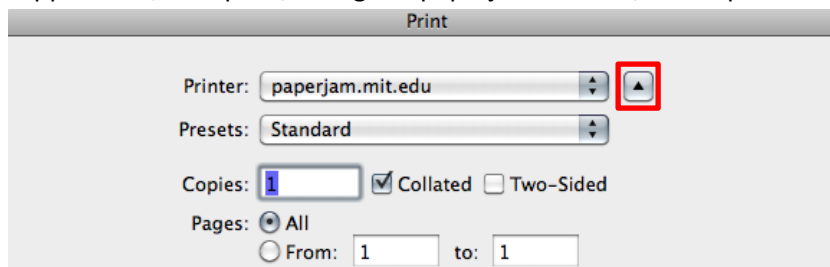 Print
Printer: paperjam.mit.edu
Presets: Standard
Copies: 1 Collated Two-Sided
Pages: All
From: 1 to: 1